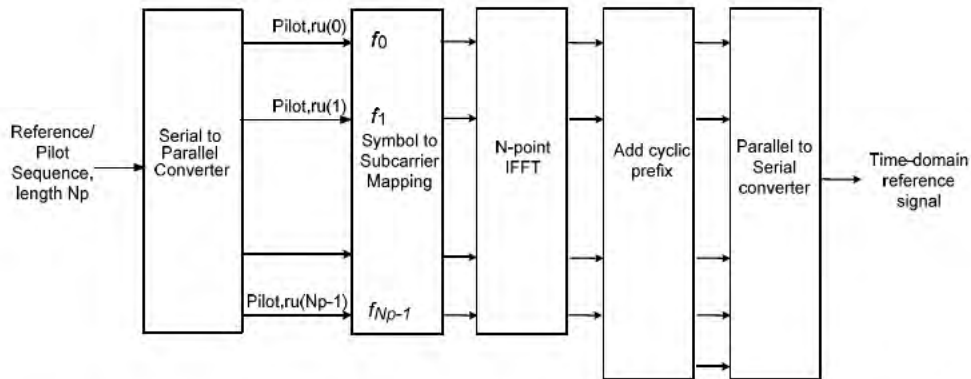 Reference/
Pilot
Sequence,
length Np
Serial to
Parallel
Converter
Pilot,ru(0)
Pilot,ru(1)
Pilot,ru(Np-1)
f0
f1
Symbol to
Subcarrier
Mapping
fNp-1
N-point
IFFT
Add cyclic
prefix
Parallel to
Serial
converter
Time-domain
reference
signal